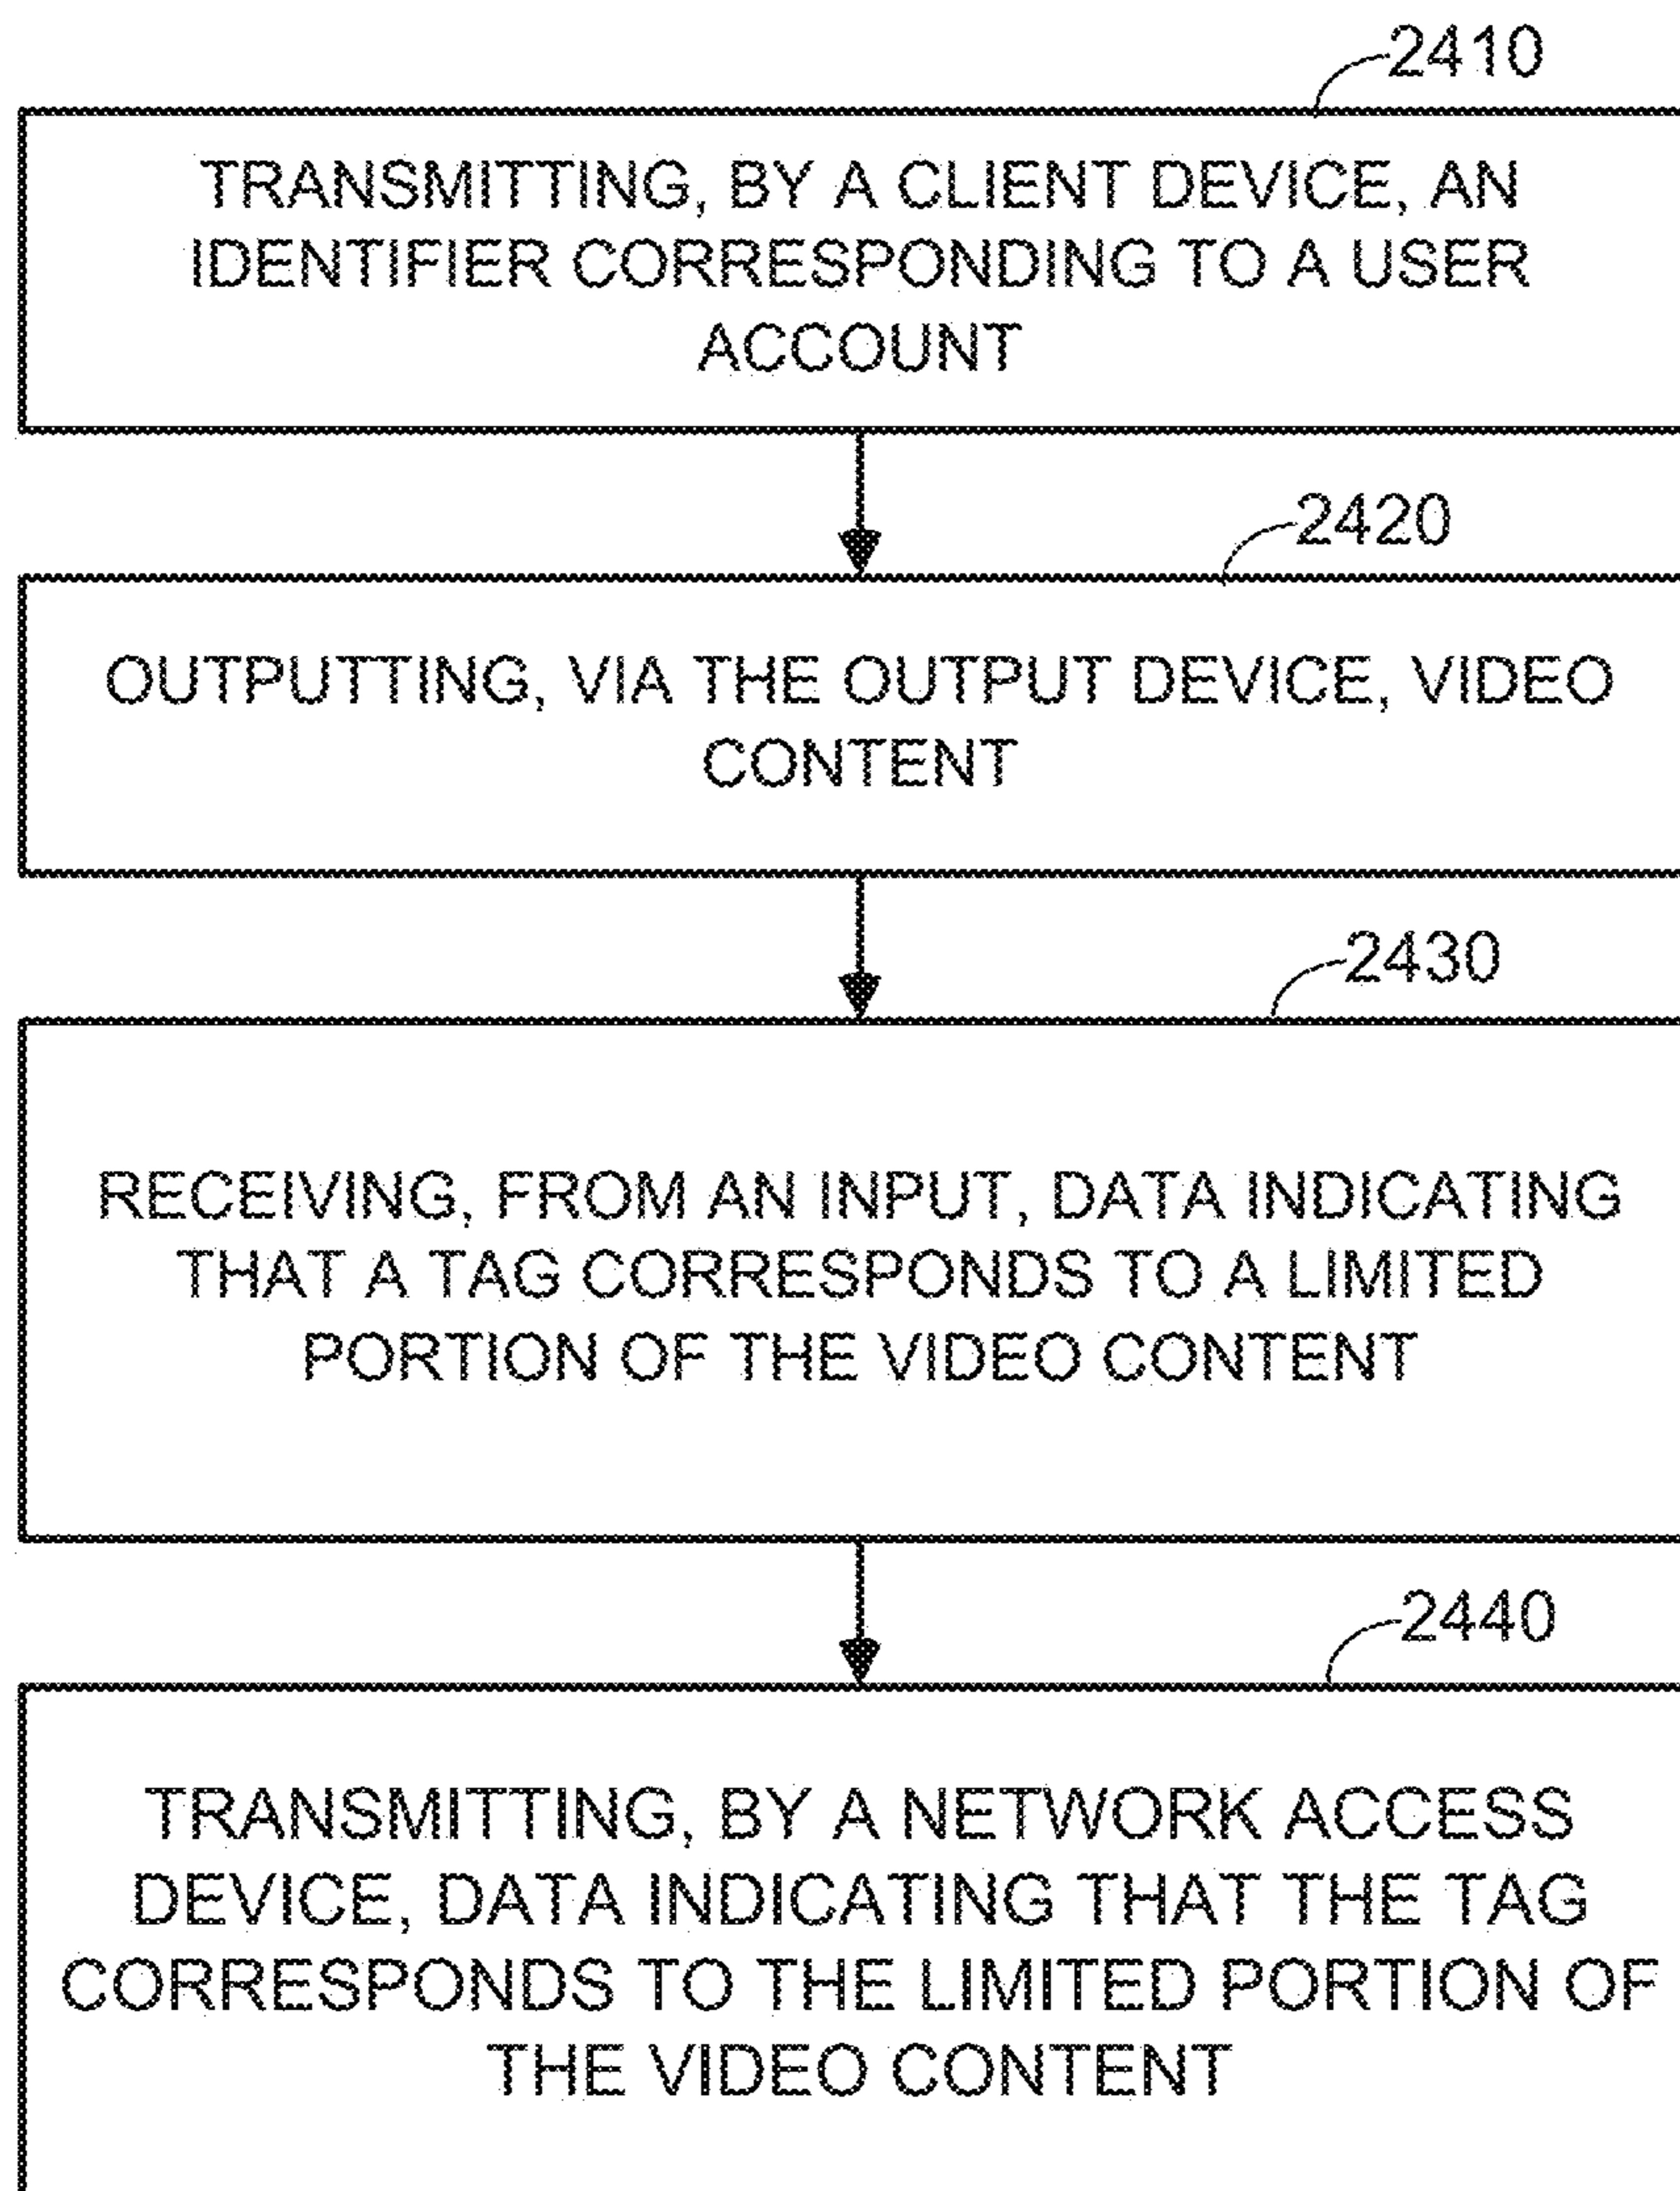 2410
TRANSMITTING, BY A CLIENT DEVICE, AN
IDENTIFIER CORRESPONDING TO A USER
ACCOUNT
2420
OUTPUTTING, VIA THE OUTPUT DEVICE, VIDEO
CONTENT
2430
RECEIVING, FROM AN INPUT, DATA INDICATING
THAT A TAG CORRESPONDS TO A LIMITED
PORTION OF THE VIDEO CONTENT
2440
TRANSMITTING, BY A NETWORK ACCESS
DEVICE, DATA INDICATING THAT THE TAG
CORRESPONDS TO THE LIMITED PORTION OF
THE VIDEO CONTENT